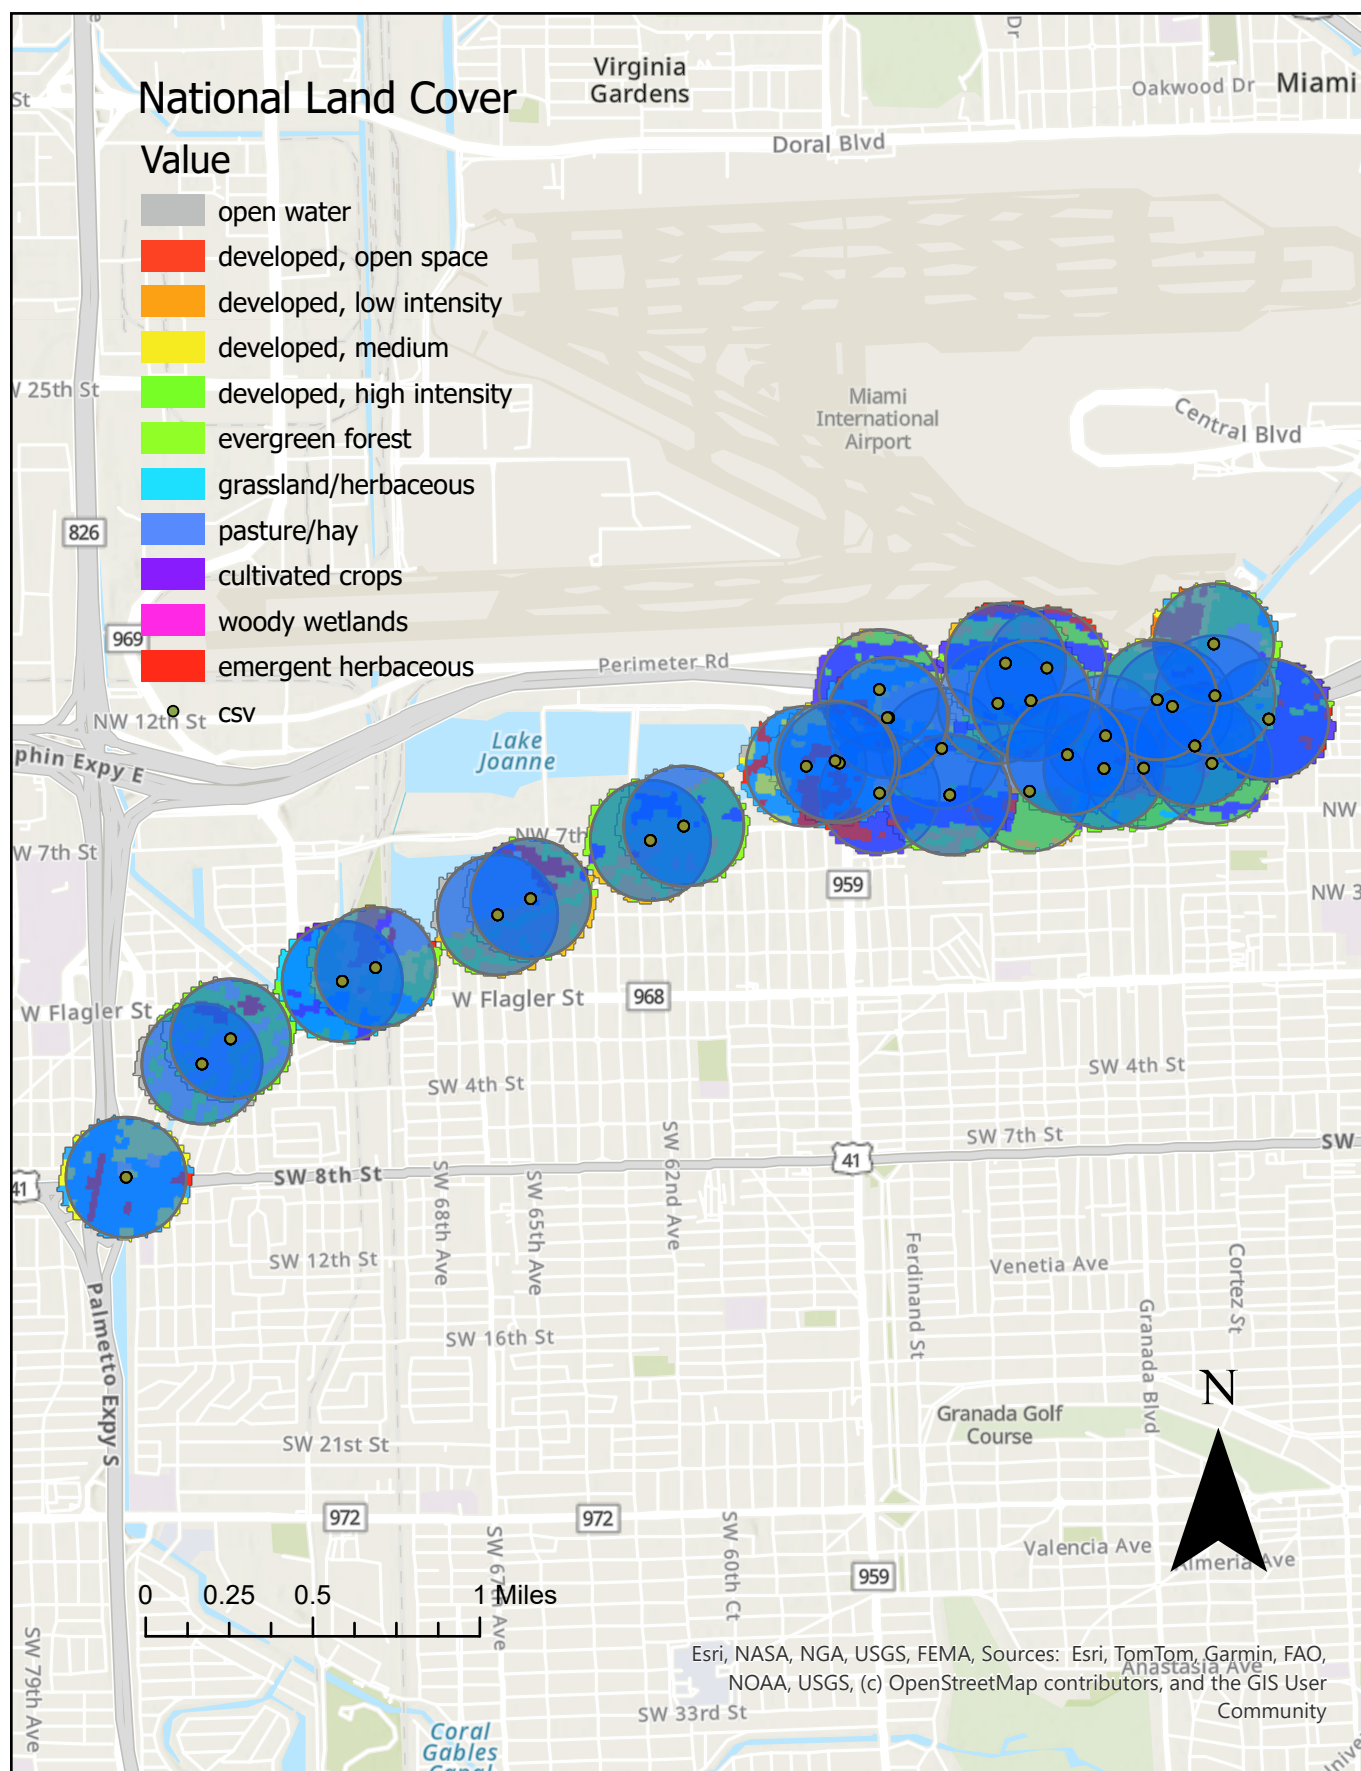 Virginia
Gardens
Dr
Oakwood Dr
Miami
St
National Land Cover
Doral Blvd
Value
open water
developed, open space
developed, low intensity
developed, medium
developed, high intensity
evergreen forest
grassland/herbaceous
pasture/hay
cultivated crops
woody wetlands
emergent herbaceous
csv
W 25th St
Miami
International
Airport
Central Blvd
826
969
Perimeter Rd
NW 12th St
phin Expy E
Lake
Joanne
NW 7th
W 7th St
NW
959
NW 3
W Flagler St
W Flagler St
968
SW 4th St
SW 4th St
SW 7th St
SW
41
41
SW 8th St
SW 68th Ave
SW 65th Ave
SW 62nd Ave
SW 12th St
Ferdinand St
Venetia Ave
Cortez St
Palmetto Expy S
SW 16th St
Granada Blvd
N
Granada Golf
Course
SW 21st St
972
972
SW 67th Ave
SW 60th Ct
Valencia Ave
Almeria Ave
959
0 0.25 0.5 1 Miles
SW 79th Ave
Anastasia Ave
Esri, NASA, NGA, USGS, FEMA, Sources: Esri, TomTom, Garmin, FAO,
NOAA, USGS, (c) OpenStreetMap contributors, and the GIS User
Community
SW 33rd St
Coral
Gables
Canal